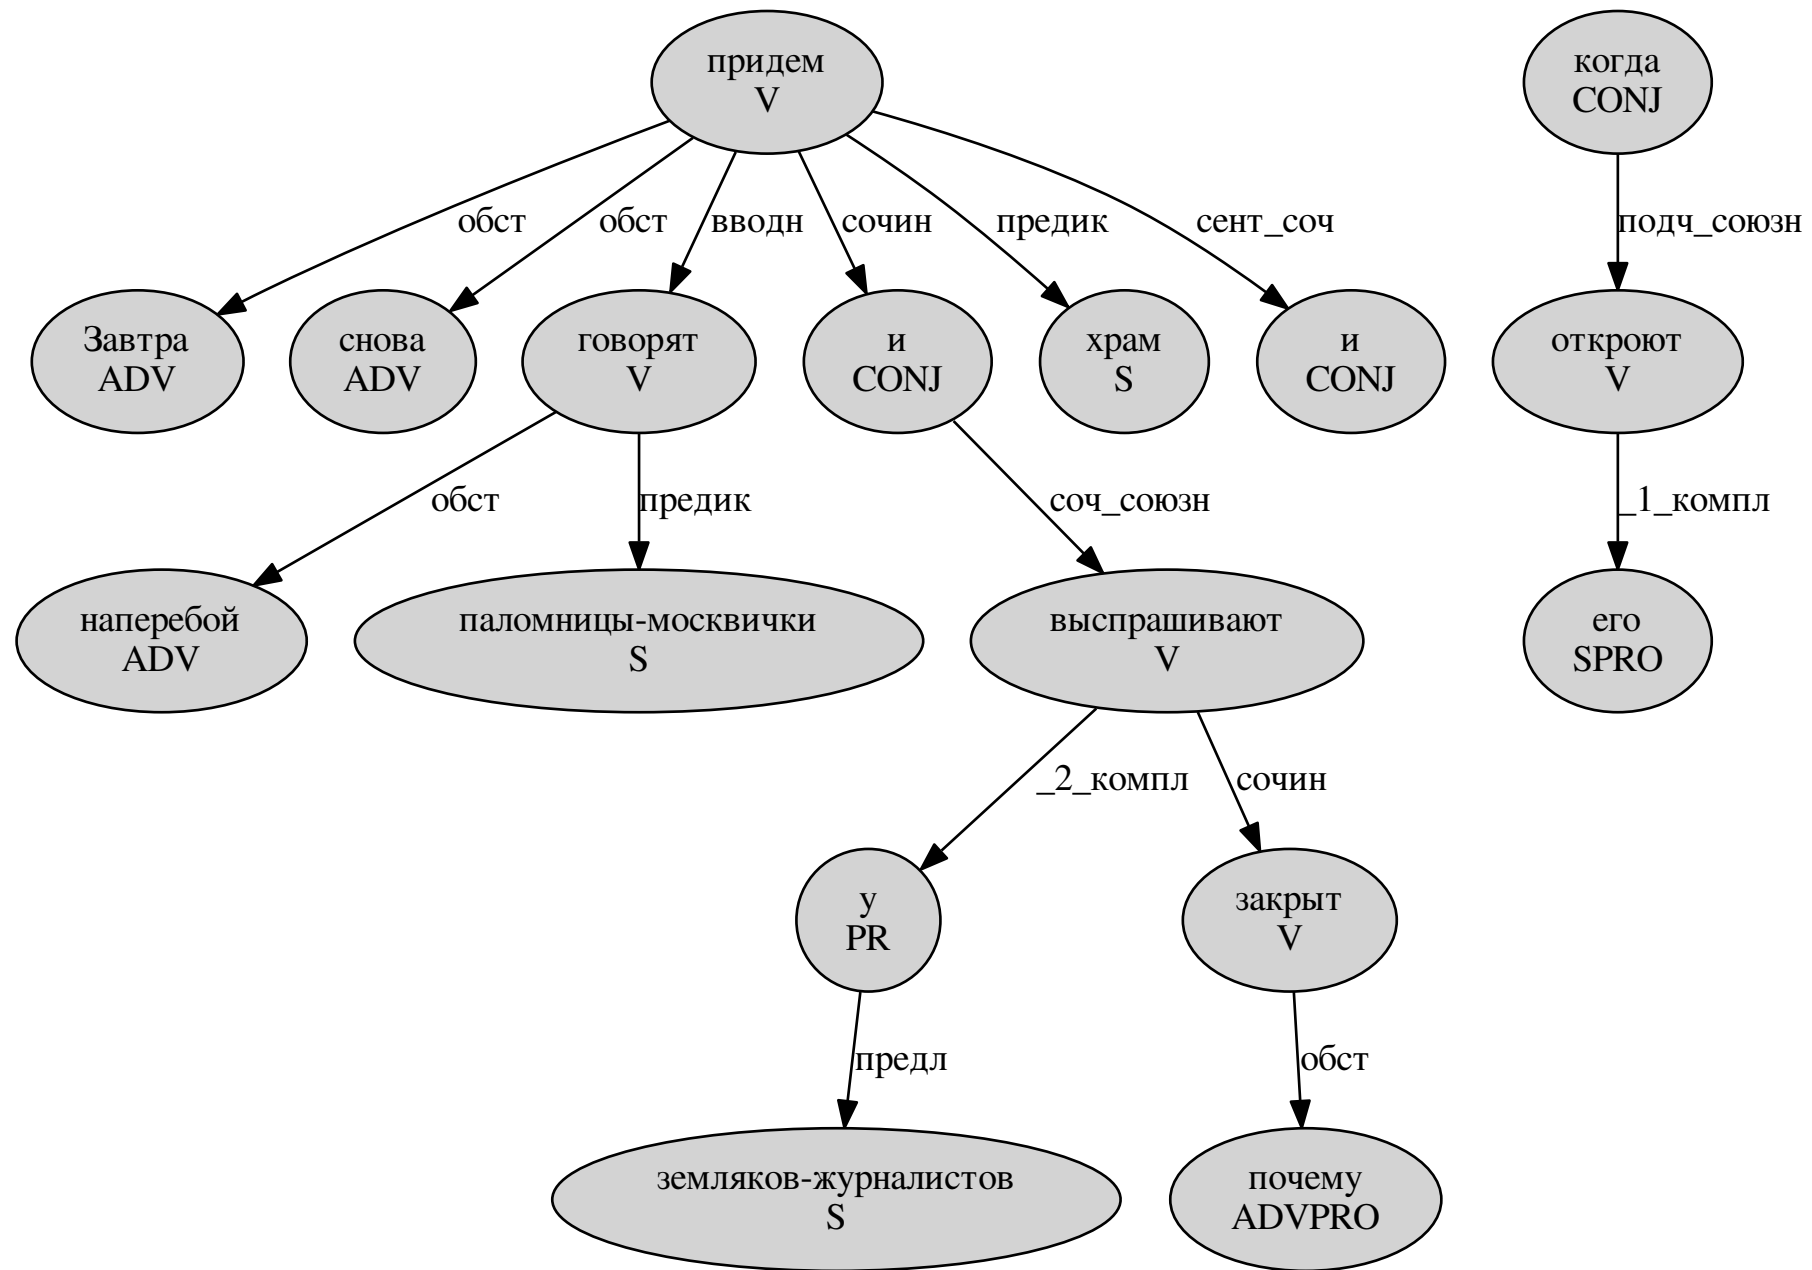 придем
V
когда
CONJ
обст
обст
вводн
сочин
предик
сент_соч
подч_союзн
Завтра
ADV
снова
ADV
говорят
V
и
CONJ
храм
S
и
CONJ
откроют
V
обст
предик
соч_союзн
_1_компл
наперебой
ADV
паломницы-москвички
S
выспрашивают
V
его
SPRO
_2_компл
сочин
у
PR
закрыт
V
предл
обст
земляков-журналистов
S
почему
ADVPRO